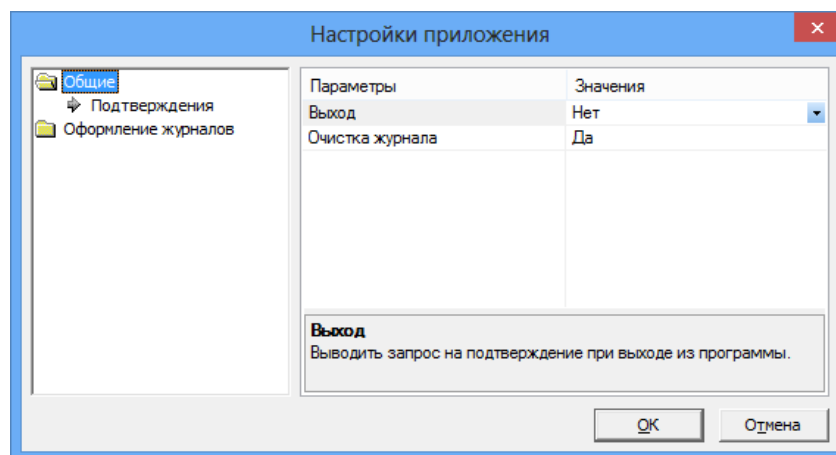 Настройки приложения
Общие
Подтверждения
Оформление журналов
Параметры Значения
Выход Нет
Очистка журнала Да
Выход
Выводить запрос на подтверждение при выходе из программы.
OK Отмена